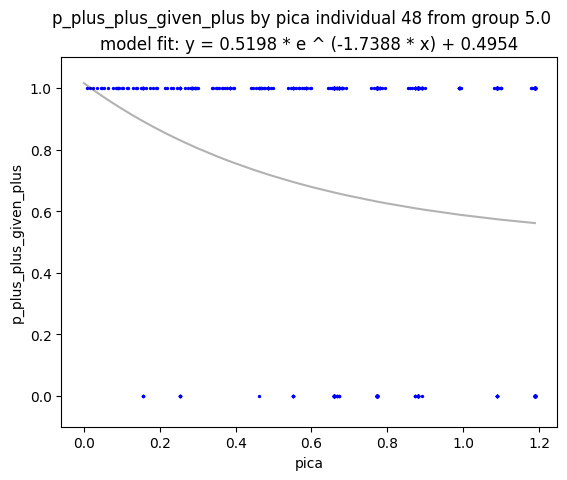 p_plus_plus_given_plus by pica individual 48 from group 5.0
model fit: y = 0.5198 * e ^ (-1.7388 * x) + 0.4954
p_plus_plus_given_plus
1.0
0.8
0.6
0.4
0.2
0.0
0.0 0.2 0.4 0.6 0.8 1.0 1.2
pica